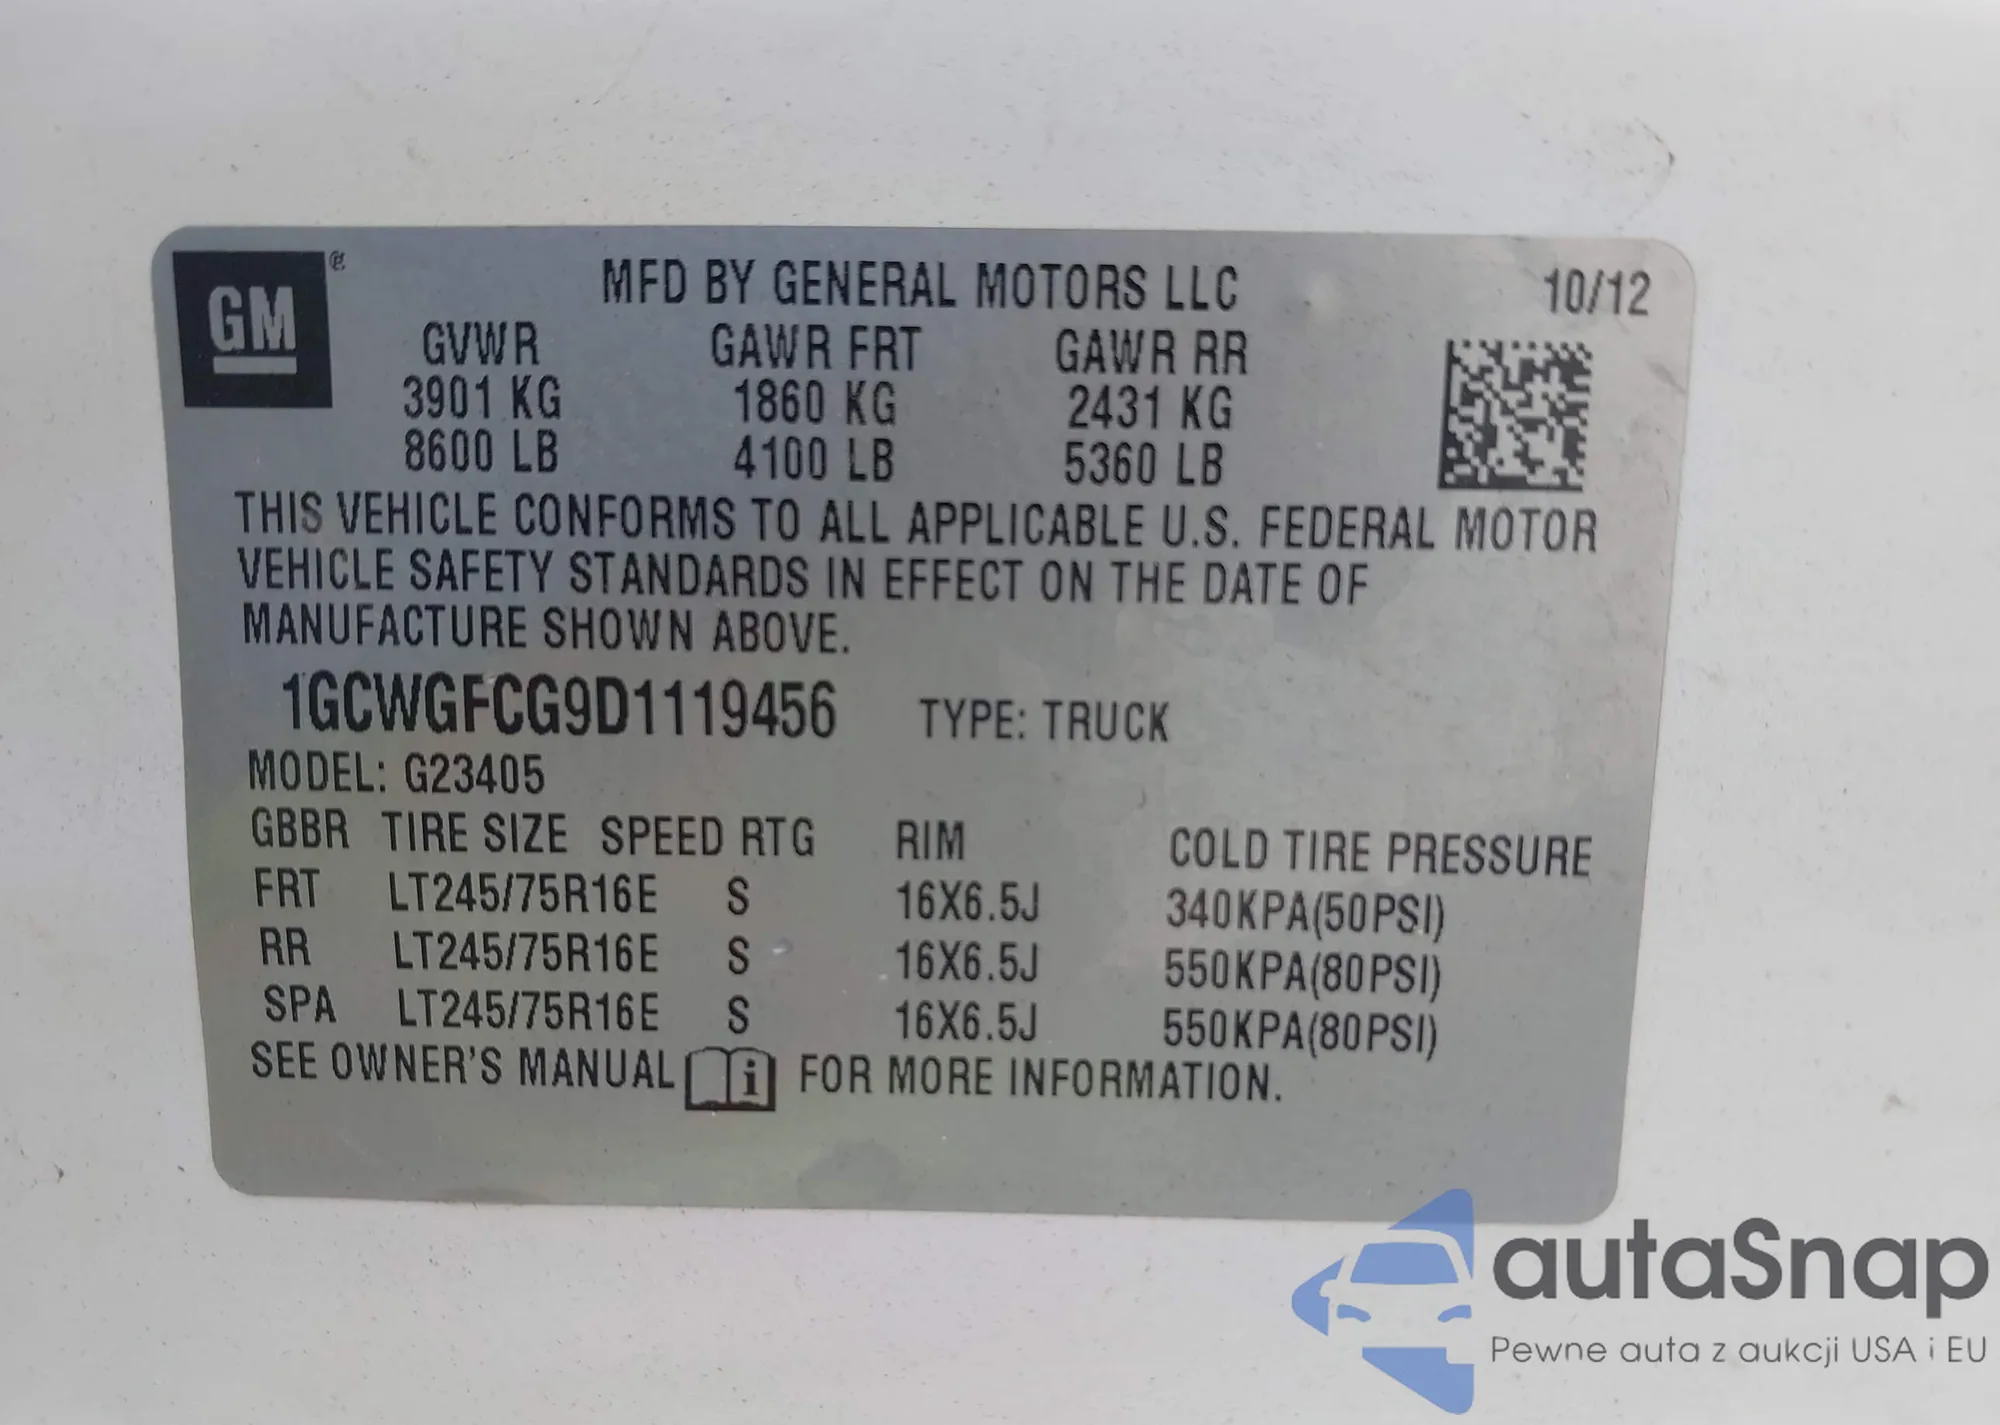 GM
MFD BY GENERAL MOTORS LLC 10/12
GVWR GAWR FRT GAWR RR
3901 KG 1860 KG 2431 KG
8600 LB 4100 LB 5360 LB
THIS VEHICLE CONFORMS TO ALL APPLICABLE U.S. FEDERAL MOTOR
VEHICLE SAFETY STANDARDS IN EFFECT ON THE DATE OF
MANUFACTURE SHOWN ABOVE.
1GCWGFCG9D1119456 TYPE: TRUCK
MODEL: G23405
GBBR TIRE SIZE SPEED RTG RIM COLD TIRE PRESSURE
FRT LT245/75R16E S 16X6.5J 340KPA(50PSI)
RR LT245/75R16E S 16X6.5J 550KPA(80PSI)
SPA LT245/75R16E S 16X6.5J 550KPA(80PSI)
SEE OWNER'S MANUAL i FOR MORE INFORMATION.
autaSnap
Pewne auta z aukcji USA i EU